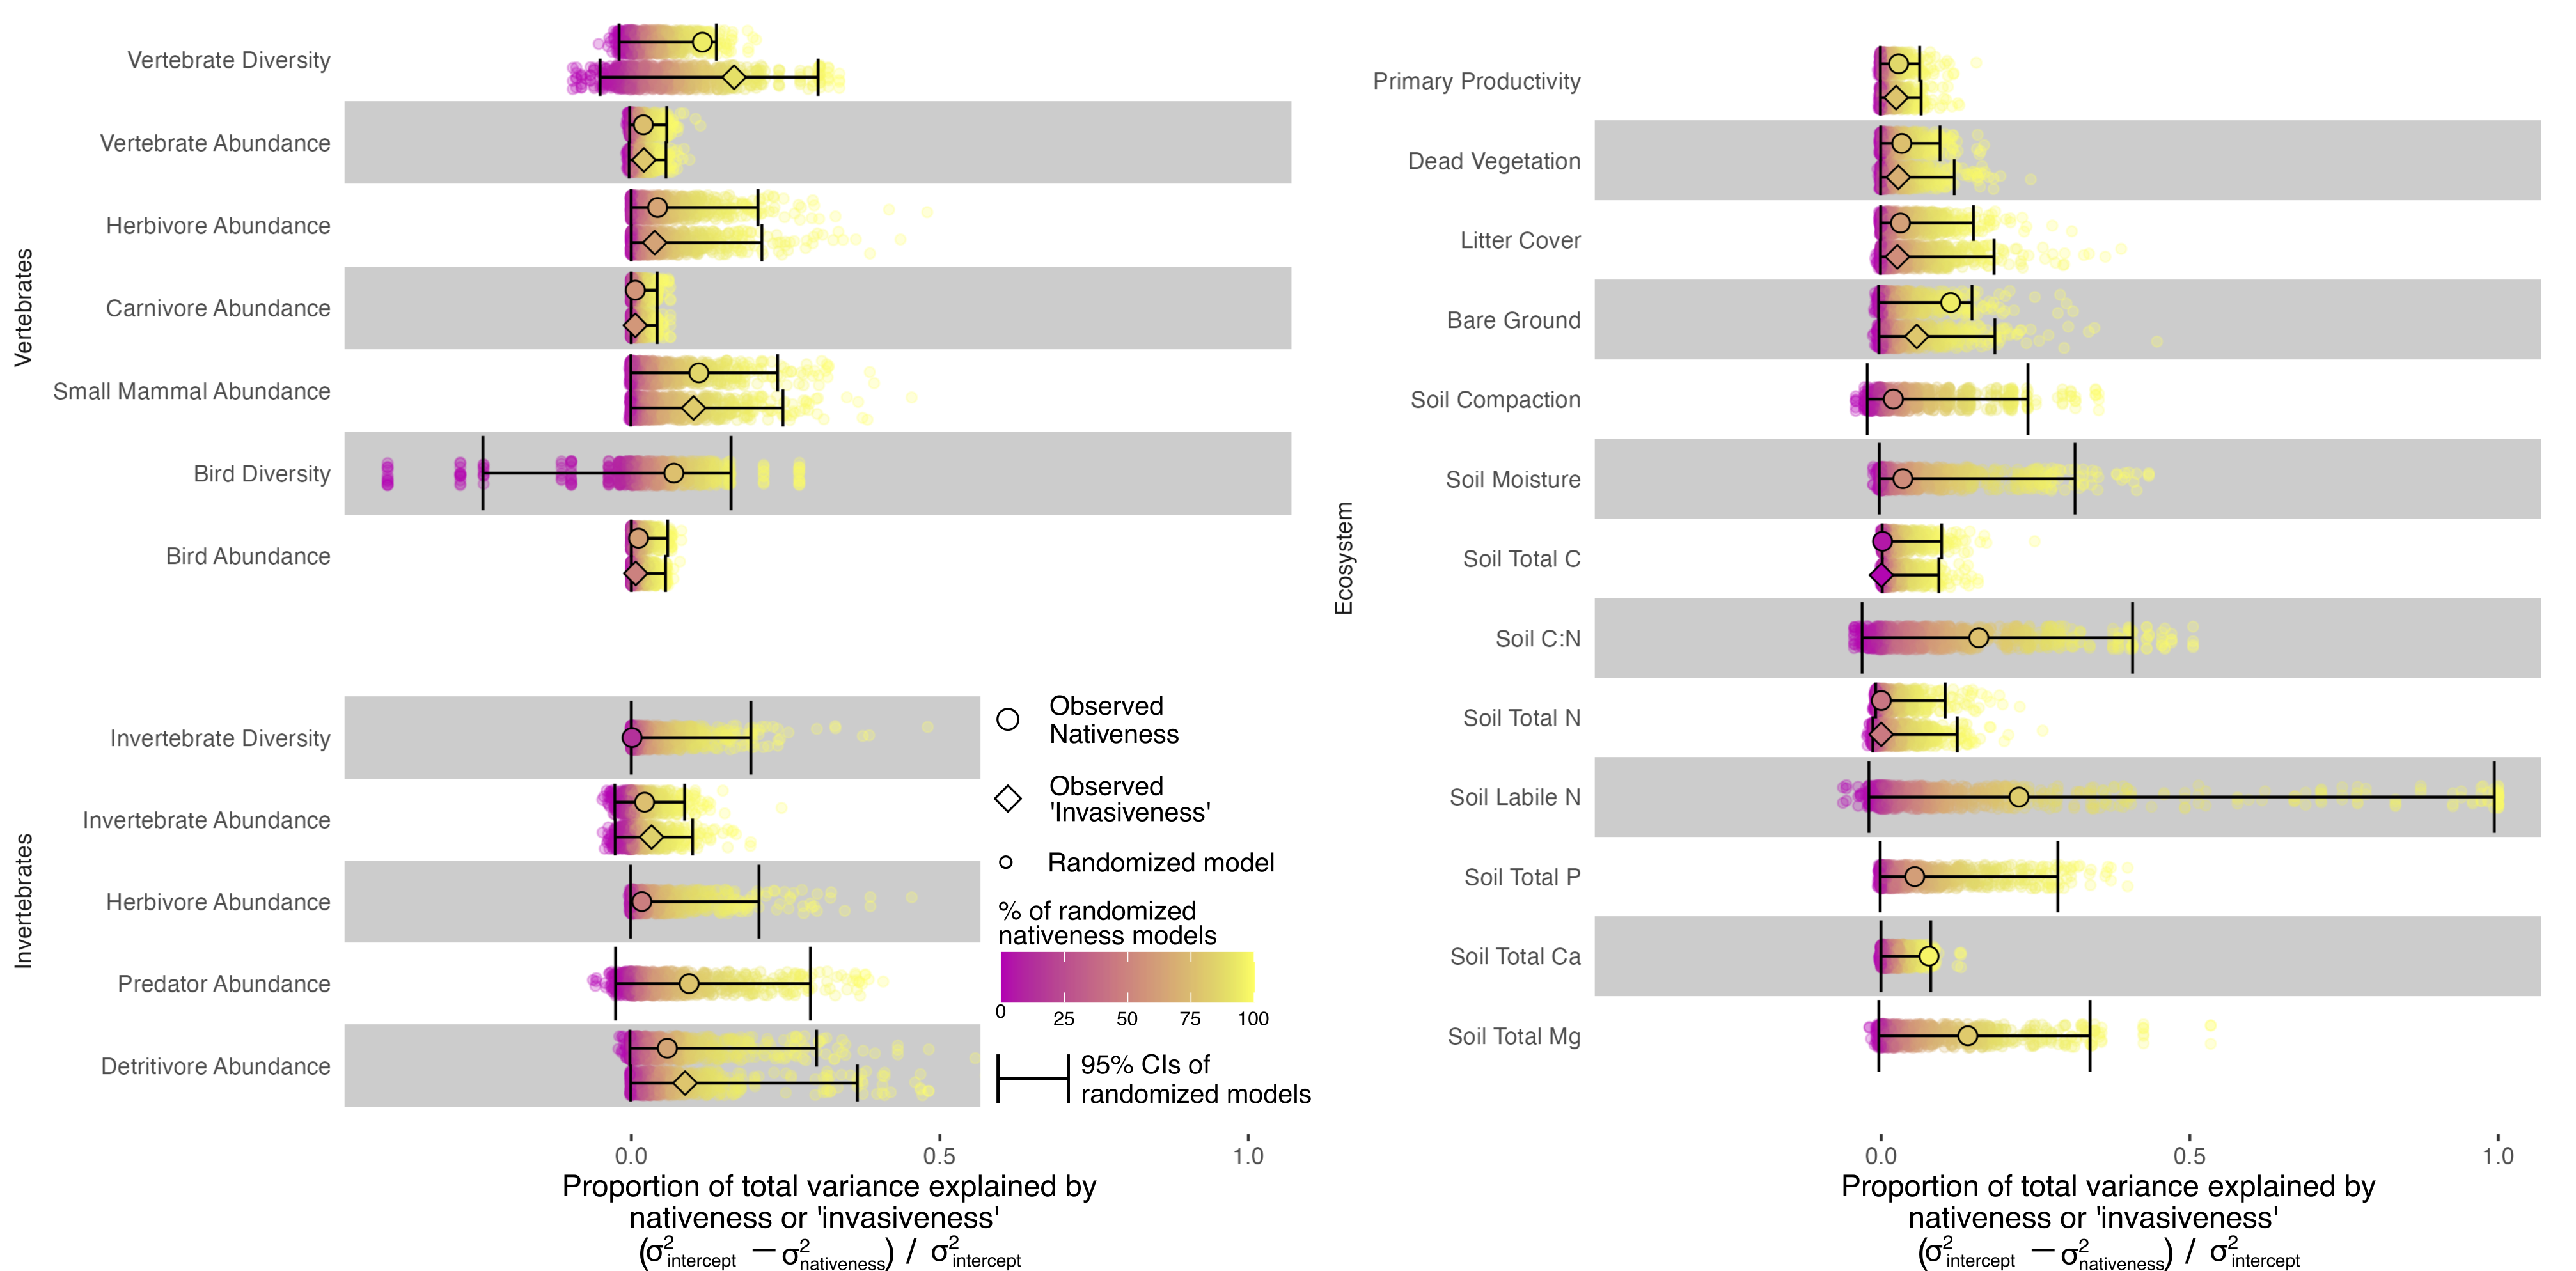 Vertebrates
Vertebrate Diversity
Vertebrate Abundance
Herbivore Abundance
Carnivore Abundance
Small Mammal Abundance
Bird Diversity
Bird Abundance
Invertebrates
Invertebrate Diversity
Invertebrate Abundance
Herbivore Abundance
Predator Abundance
Detritivore Abundance
Observed
Nativeness
Observed
'Invasiveness'
Randomized model
% of randomized
nativeness models
0 25 50 75 100
95% CIs of
randomized models
0.0 0.5 1.0
Proportion of total variance explained by
nativeness or 'invasiveness'
(σ²intercept − σ²nativeness) / σ²intercept
Ecosystem
Primary Productivity
Dead Vegetation
Litter Cover
Bare Ground
Soil Compaction
Soil Moisture
Soil Total C
Soil C:N
Soil Total N
Soil Labile N
Soil Total P
Soil Total Ca
Soil Total Mg
0.0 0.5 1.0
Proportion of total variance explained by
nativeness or 'invasiveness'
(σ²intercept − σ²nativeness) / σ²intercept